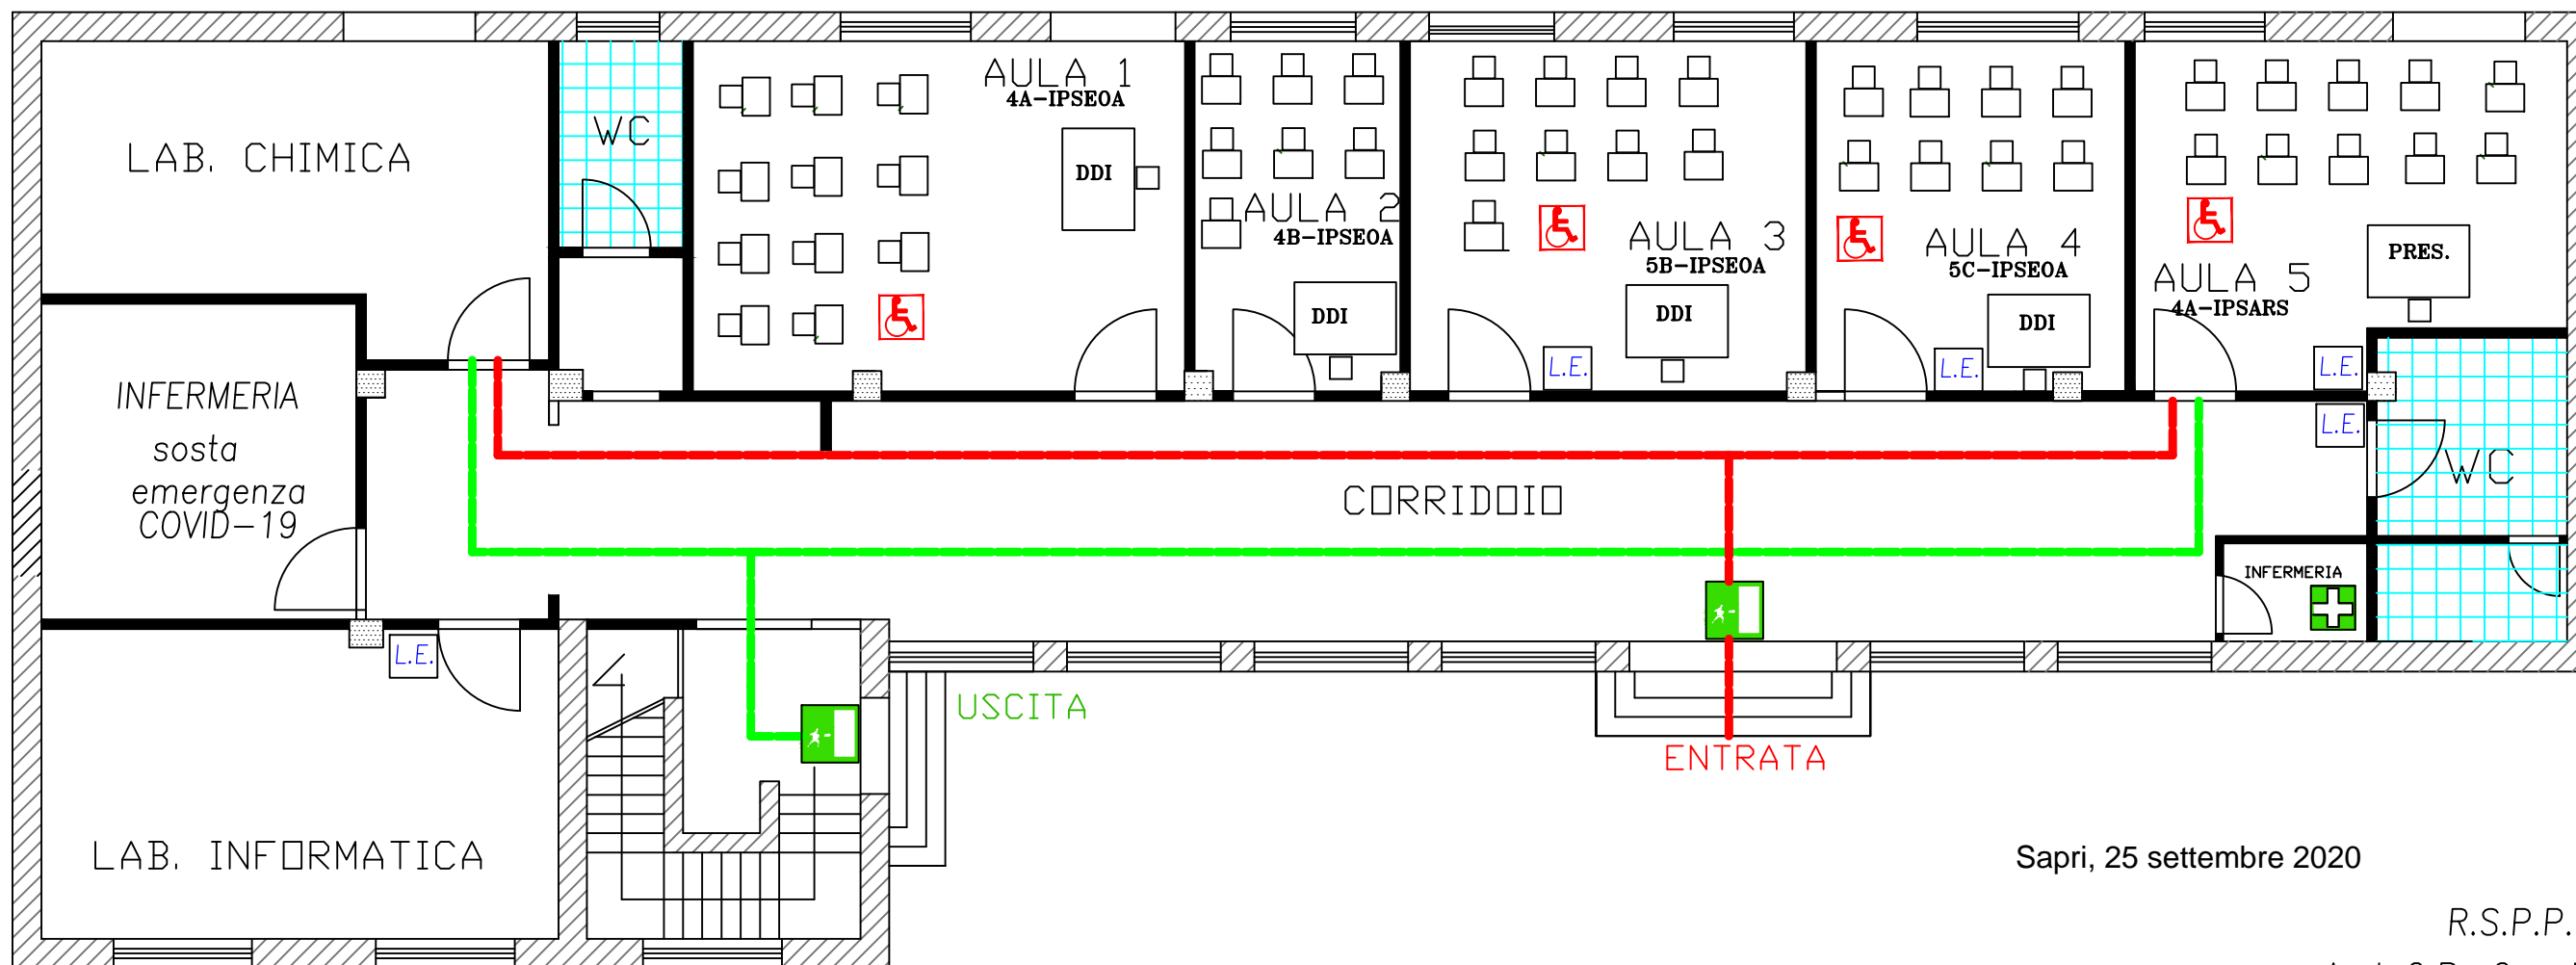 LAB. CHIMICA
WC
AULA 1
4A-IPSEOA
DDI
AULA 2
4B-IPSEOA
DDI
AULA 3
5B-IPSEOA
DDI
L.E.
AULA 4
5C-IPSEOA
DDI
L.E.
AULA 5
4A-IPSARS
PRES.
L.E.
L.E.
WC
INFERMERIA
sosta
emergenza
COVID-19
CORRIDOIO
INFERMERIA
L.E.
USCITA
ENTRATA
LAB. INFORMATICA
Sapri, 25 settembre 2020
R.S.P.P.